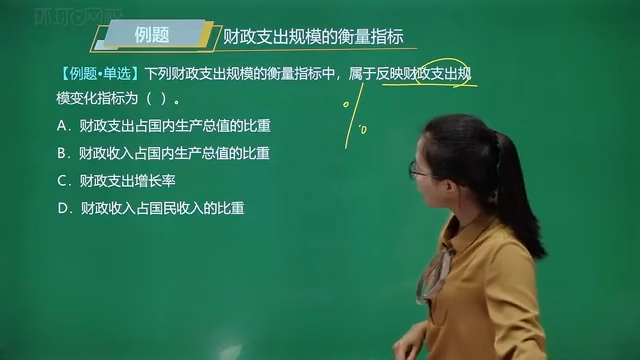 环球网校
例题
财政支出规模的衡量指标
【例题•单选】下列财政支出规模的衡量指标中，属于反映财政支出规
模变化指标为（ ）。
A．财政支出占国内生产总值的比重
B．财政收入占国内生产总值的比重
C．财政支出增长率
D．财政收入占国民收入的比重
%